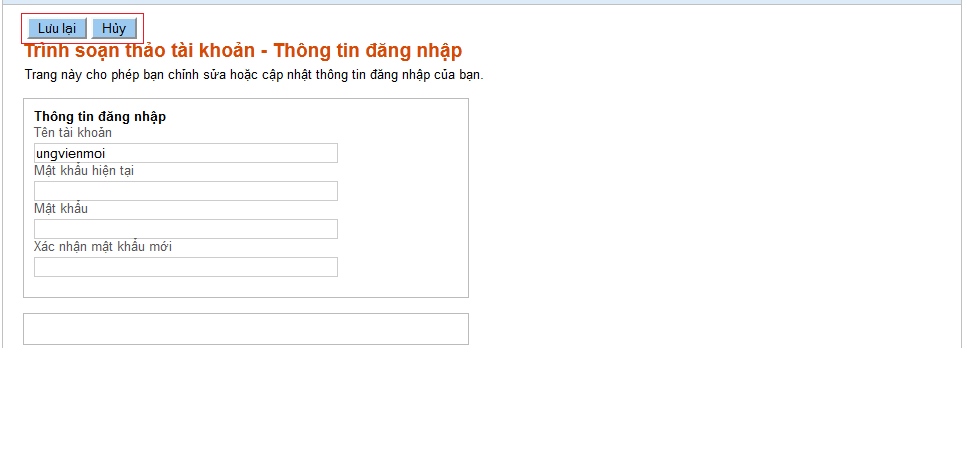 Lưu lại Hủy
Trình soạn thảo tài khoản - Thông tin đăng nhập
Trang này cho phép bạn chỉnh sửa hoặc cập nhật thông tin đăng nhập của bạn.
Thông tin đăng nhập
Tên tài khoản
ungvienmoi
Mật khẩu hiện tại
Mật khẩu
Xác nhận mật khẩu mới